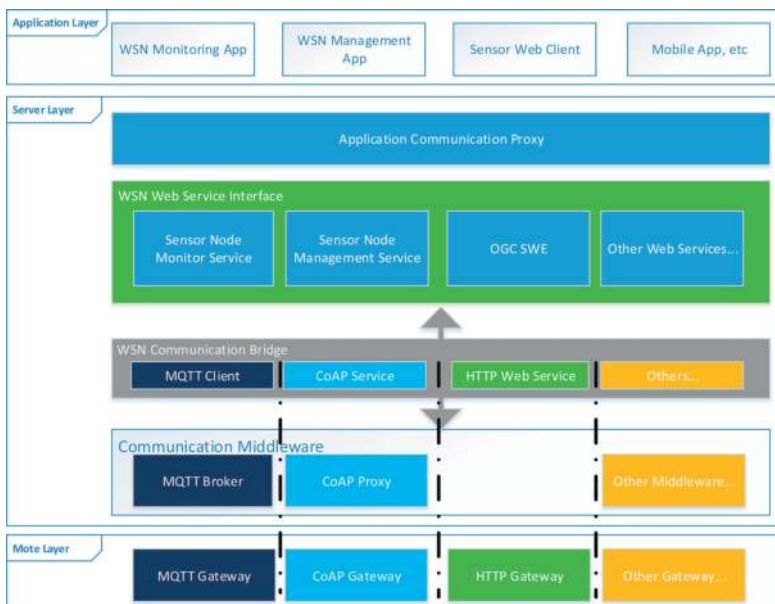 Application Layer
WSN Monitoring App
WSN Management
App
Sensor Web Client
Mobile App, etc
Server Layer
Application Communication Proxy
WSN Web Service Interface
Sensor Node
Monitor Service
Sensor Node
Management Service
OGC SWE
Other Web Services...
WSN Communication Bridge
MQTT Client
CoAP Service
HTTP Web Service
Others...
Communication Middleware
MQTT Broker
CoAP Proxy
Other Middleware...
Mote Layer
MQTT Gateway
CoAP Gateway
HTTP Gateway
Other Gateway...